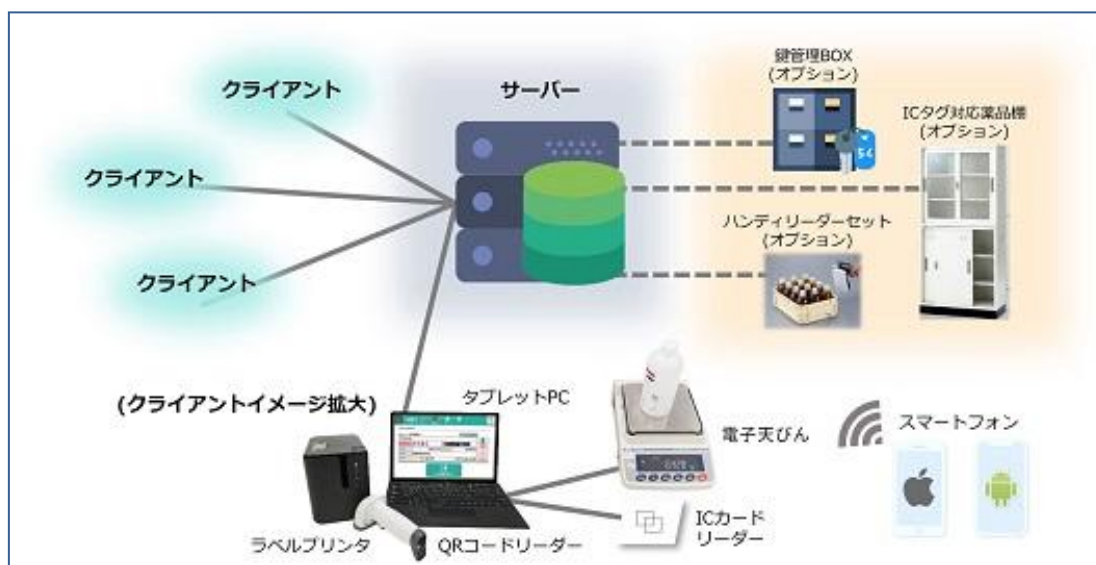 クライアント
サーバー
鍵管理BOX
(オプション)
ICタグ対応薬品棚
(オプション)
クライアント
ハンディリーダーセット
(オプション)
クライアント
(クライアントイメージ拡大)
タブレットPC
電子天びん
スマートフォン
ラベルプリンタ
QRコードリーダー
ICカード
リーダー